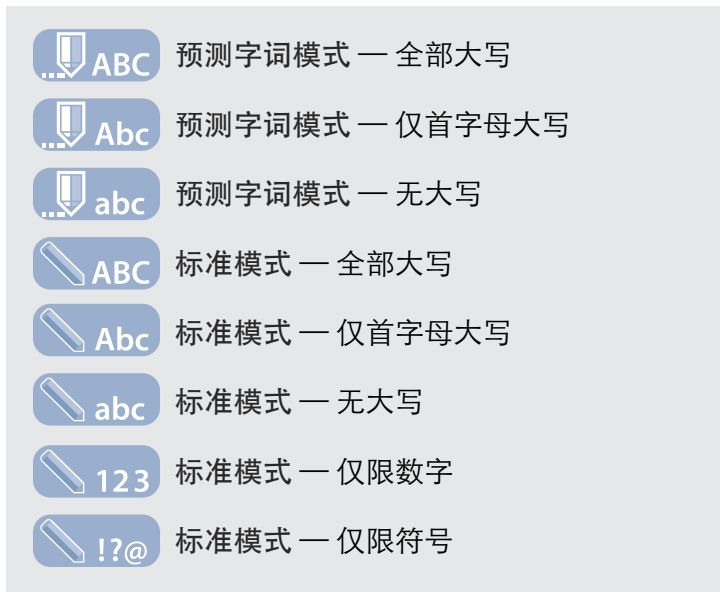 ABC 预测字词模式 — 全部大写
Abc 预测字词模式 — 仅首字母大写
abc 预测字词模式 — 无大写
ABC 标准模式 — 全部大写
Abc 标准模式 — 仅首字母大写
abc 标准模式 — 无大写
123 标准模式 — 仅限数字
!?@ 标准模式 — 仅限符号